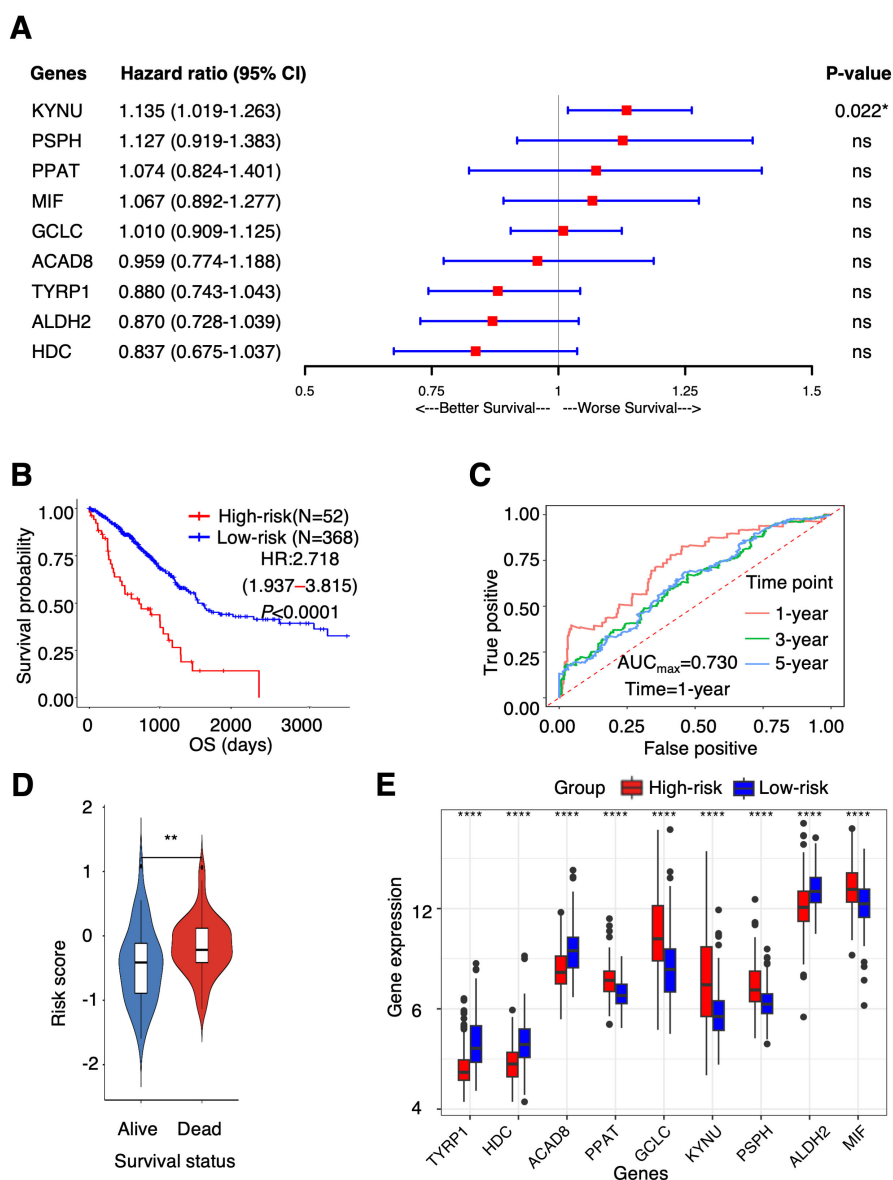 A
Genes Hazard ratio (95% CI) P-value
KYNU 1.135 (1.019-1.263) 0.022*
PSPH 1.127 (0.919-1.383) ns
PPAT 1.074 (0.824-1.401) ns
MIF 1.067 (0.892-1.277) ns
GCLC 1.010 (0.909-1.125) ns
ACAD8 0.959 (0.774-1.188) ns
TYRP1 0.880 (0.743-1.043) ns
ALDH2 0.870 (0.728-1.039) ns
HDC 0.837 (0.675-1.037) ns
0.5 0.75 1 1.25 1.5
<---Better Survival--- ---Worse Survival--->
B
Survival probability
1.00
0.75
0.50
0.25
0.00
High-risk(N=52)
Low-risk (N=368)
HR:2.718
(1.937–3.815)
P<0.0001
0 1000 2000 3000
OS (days)
C
True positive
1.00
0.75
0.50
0.25
0.00
Time point
1-year
3-year
5-year
AUCmax=0.730
Time=1-year
0.00 0.25 0.50 0.75 1.00
False positive
D
Risk score
2
1
0
-1
-2
**
Alive Dead
Survival status
E
Group High-risk Low-risk
**** **** **** **** **** **** **** **** ****
Gene expression
12
6
4
TYRP1 HDC ACAD8 PPAT GCLC KYNU PSPH ALDH2 MIF
Genes